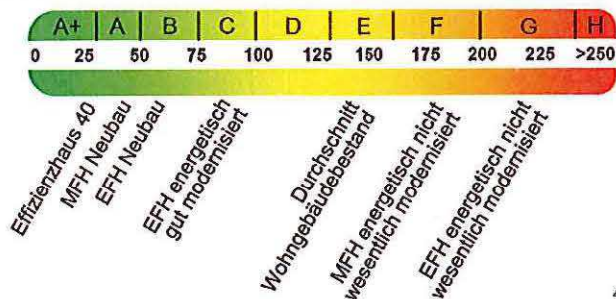 A+ A B C D E F G H
0 25 50 75 100 125 150 175 200 225 >250
Effizienzhaus 40
MFH Neubau
EFH Neubau
EFH energetisch
gut modernisiert
Durchschnitt
Wohngebäudebestand
MFH energetisch nicht
wesentlich modernisiert
EFH energetisch nicht
wesentlich modernisiert